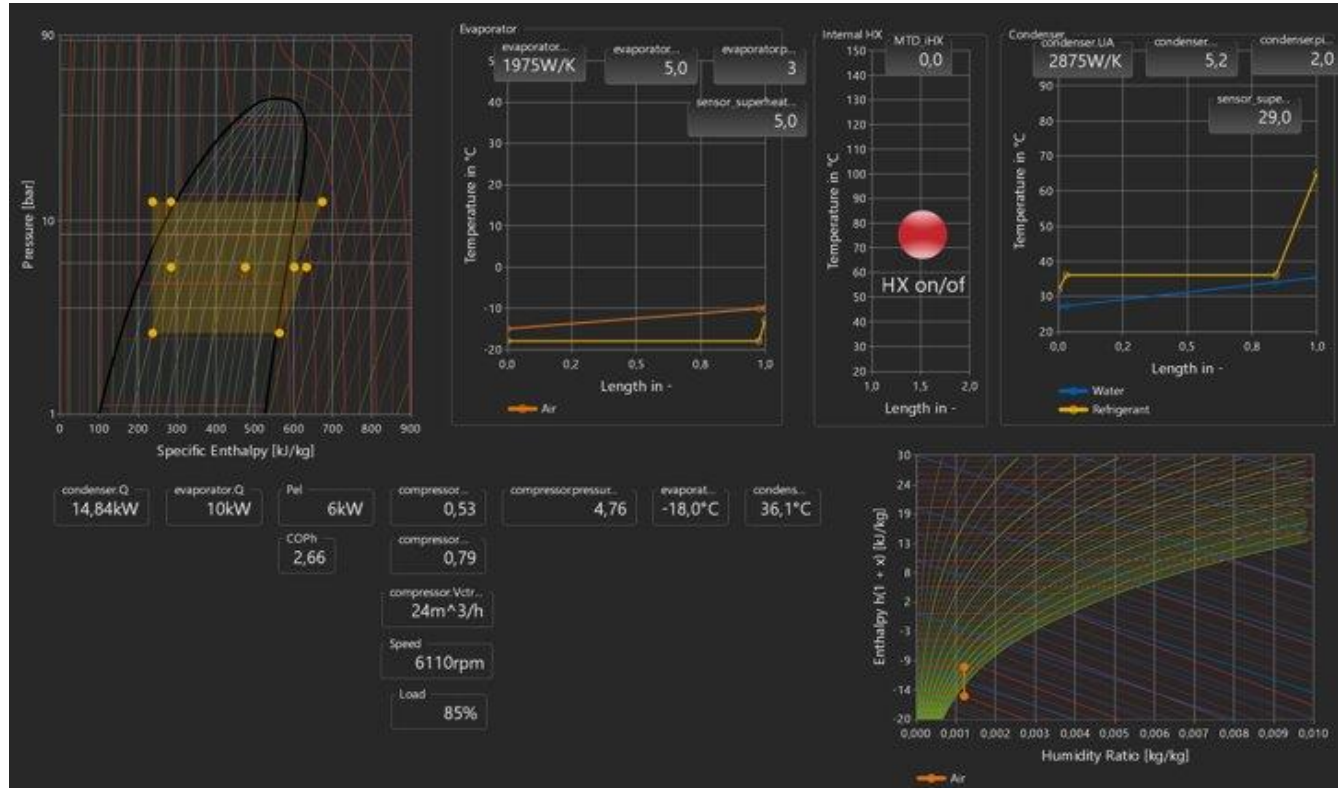 90
10
1
Pressure [bar]
0 100 200 300 400 500 600 700 800 900
Specific Enthalpy [kJ/kg]
Evaporator
evaporator...
1975W/K
evaporator...
5,0
evaporator.p...
3
sensor_superheat...
5,0
40
30
20
10
0
-10
-20
Temperature in °C
0,0 0,2 0,5 0,8 1,0
Length in -
Air
Internal HX
MTD_iHX
0,0
150
140
130
120
110
100
90
80
70
60
50
40
30
20
Temperature in °C
HX on/of
1,0 1,5 2,0
Length in -
Condenser
condenser.UA
2875W/K
condenser...
5,2
condenser.pi...
2,0
sensor_supe...
29,0
90
80
70
60
50
40
30
20
Temperature in °C
0,0 0,2 0,5 0,8 1,0
Length in -
Water
Refrigerant
condenser.Q
14,84kW
evaporator.Q
10kW
Pel
6kW
compressor...
0,53
compressor.pressur...
4,76
evaporat...
-18,0°C
condens...
36,1°C
COPh
2,66
compressor...
0,79
compressor.Vctr...
24m^3/h
Speed
6110rpm
Load
85%
30
24
19
13
8
2
-3
-9
-14
-20
Enthalpy h(1 + x) [kJ/kg]
0,000 0,001 0,002 0,003 0,004 0,005 0,006 0,007 0,008 0,009 0,010
Humidity Ratio [kg/kg]
Air